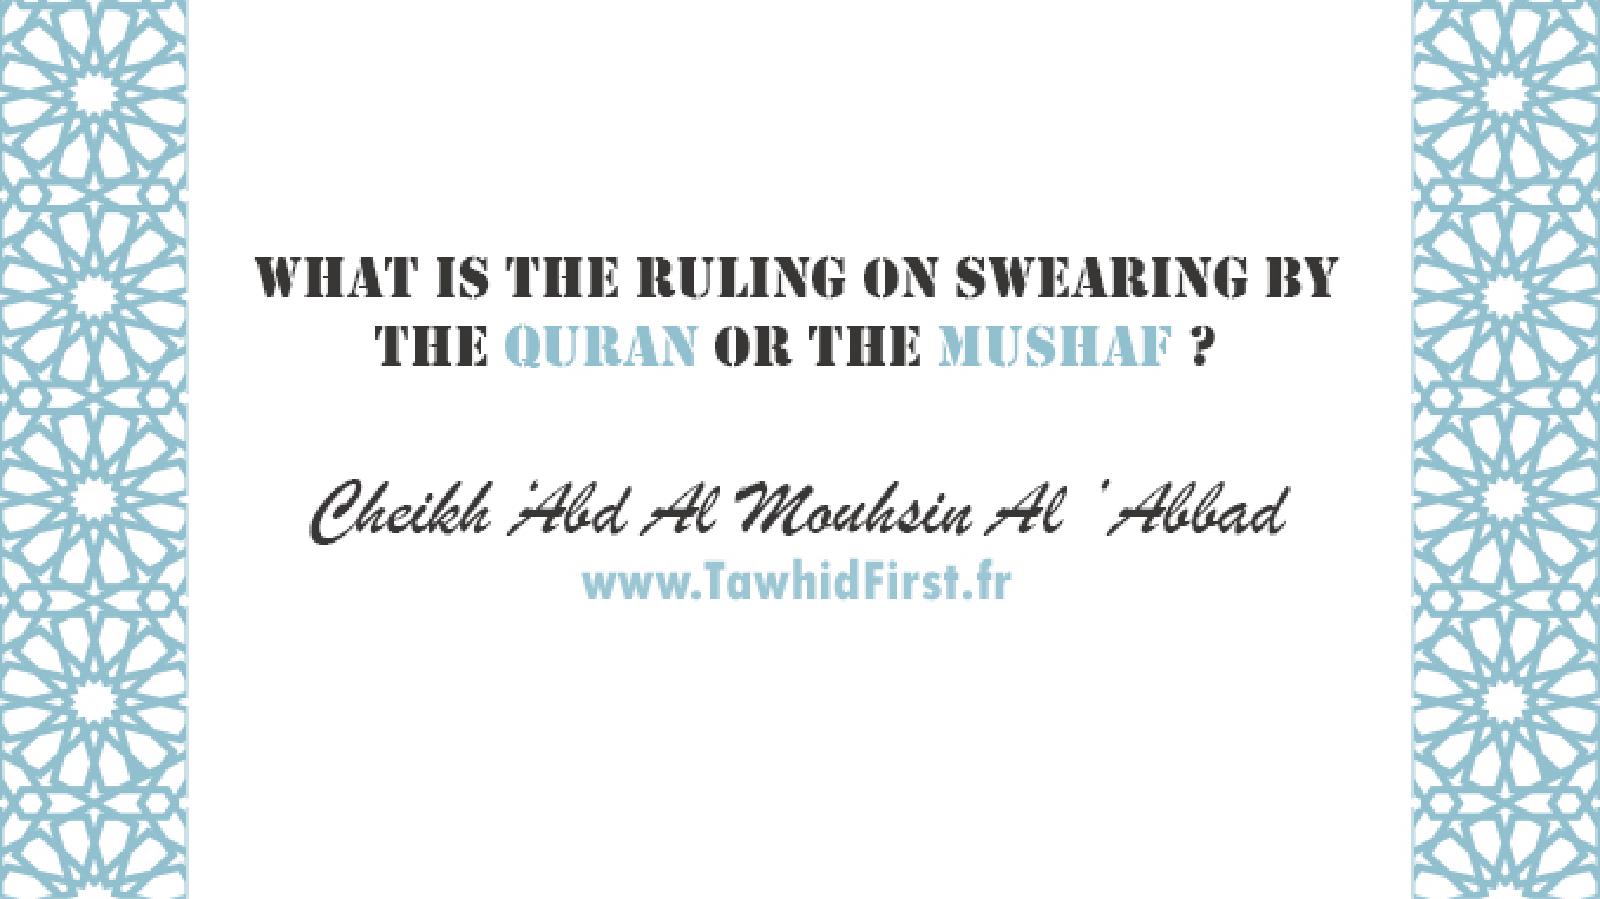 WHAT IS THE RULING ON SWEARING BY
THE QURAN OR THE MUSHAF ?
Cheikh 'Abd Al Mouhsin Al 'Abbad
www.TawhidFirst.fr